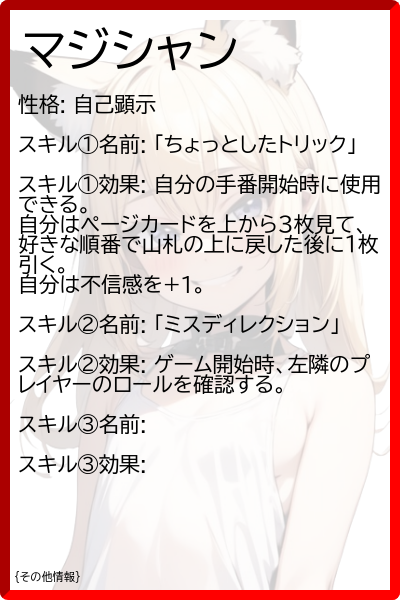 マジシャン
性格: 自己顕示
スキル①名前: 「ちょっとしたトリック」
スキル①効果: 自分の手番開始時に使用
できる。
自分はページカードを上から3枚見て、
好きな順番で山札の上に戻した後に1枚
引く。
自分は不信感を+1。
スキル②名前: 「ミスディレクション」
スキル②効果: ゲーム開始時、左隣のプ
レイヤーのロールを確認する。
スキル③名前:
スキル③効果:
{その他情報}